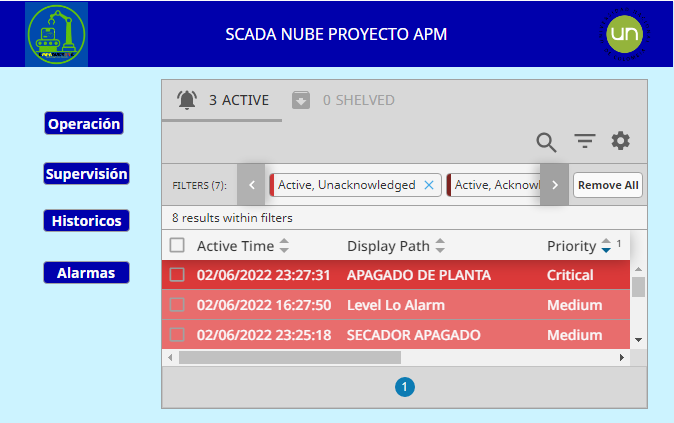 SCADA NUBE PROYECTO APM
un
Operación
Supervisión
Historicos
Alarmas
3 ACTIVE
0 SHELVED
FILTERS (7):
Active, Unacknowledged
Active, Acknowl
Remove All
8 results within filters
Active Time
Display Path
Priority 1
02/06/2022 23:27:31 APAGADO DE PLANTA Critical
02/06/2022 16:27:50 Level Lo Alarm Medium
02/06/2022 23:25:18 SECADOR APAGADO Medium
1